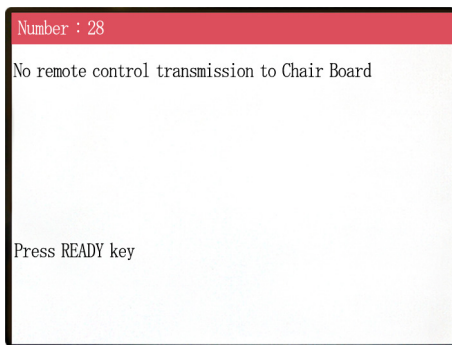 Number：28
No remote control transmission to Chair Board
Press READY key